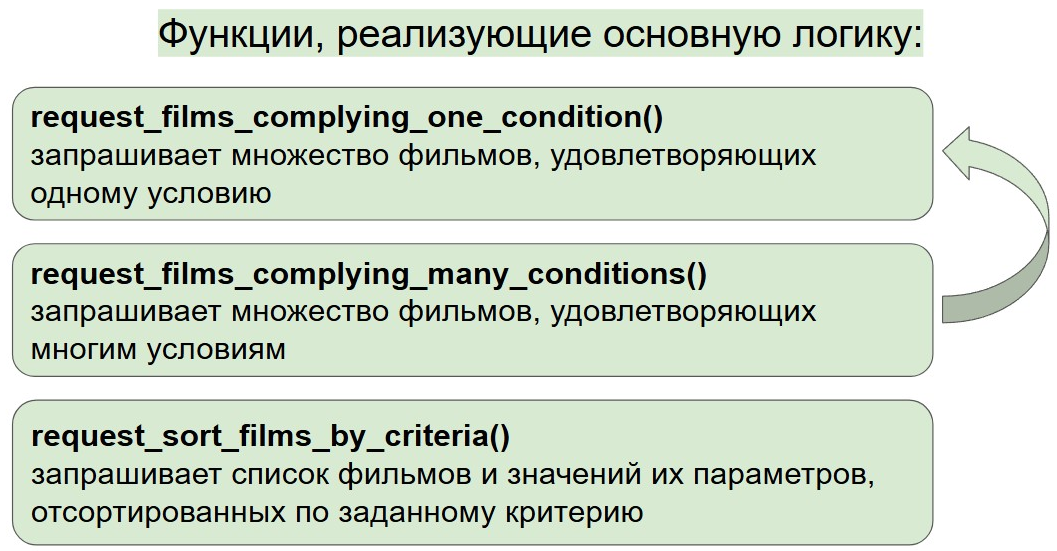 Функции, реализующие основную логику:
request_films_complying_one_condition()
запрашивает множество фильмов, удовлетворяющих
одному условию
request_films_complying_many_conditions()
запрашивает множество фильмов, удовлетворяющих
многим условиям
request_sort_films_by_criteria()
запрашивает список фильмов и значений их параметров,
отсортированных по заданному критерию